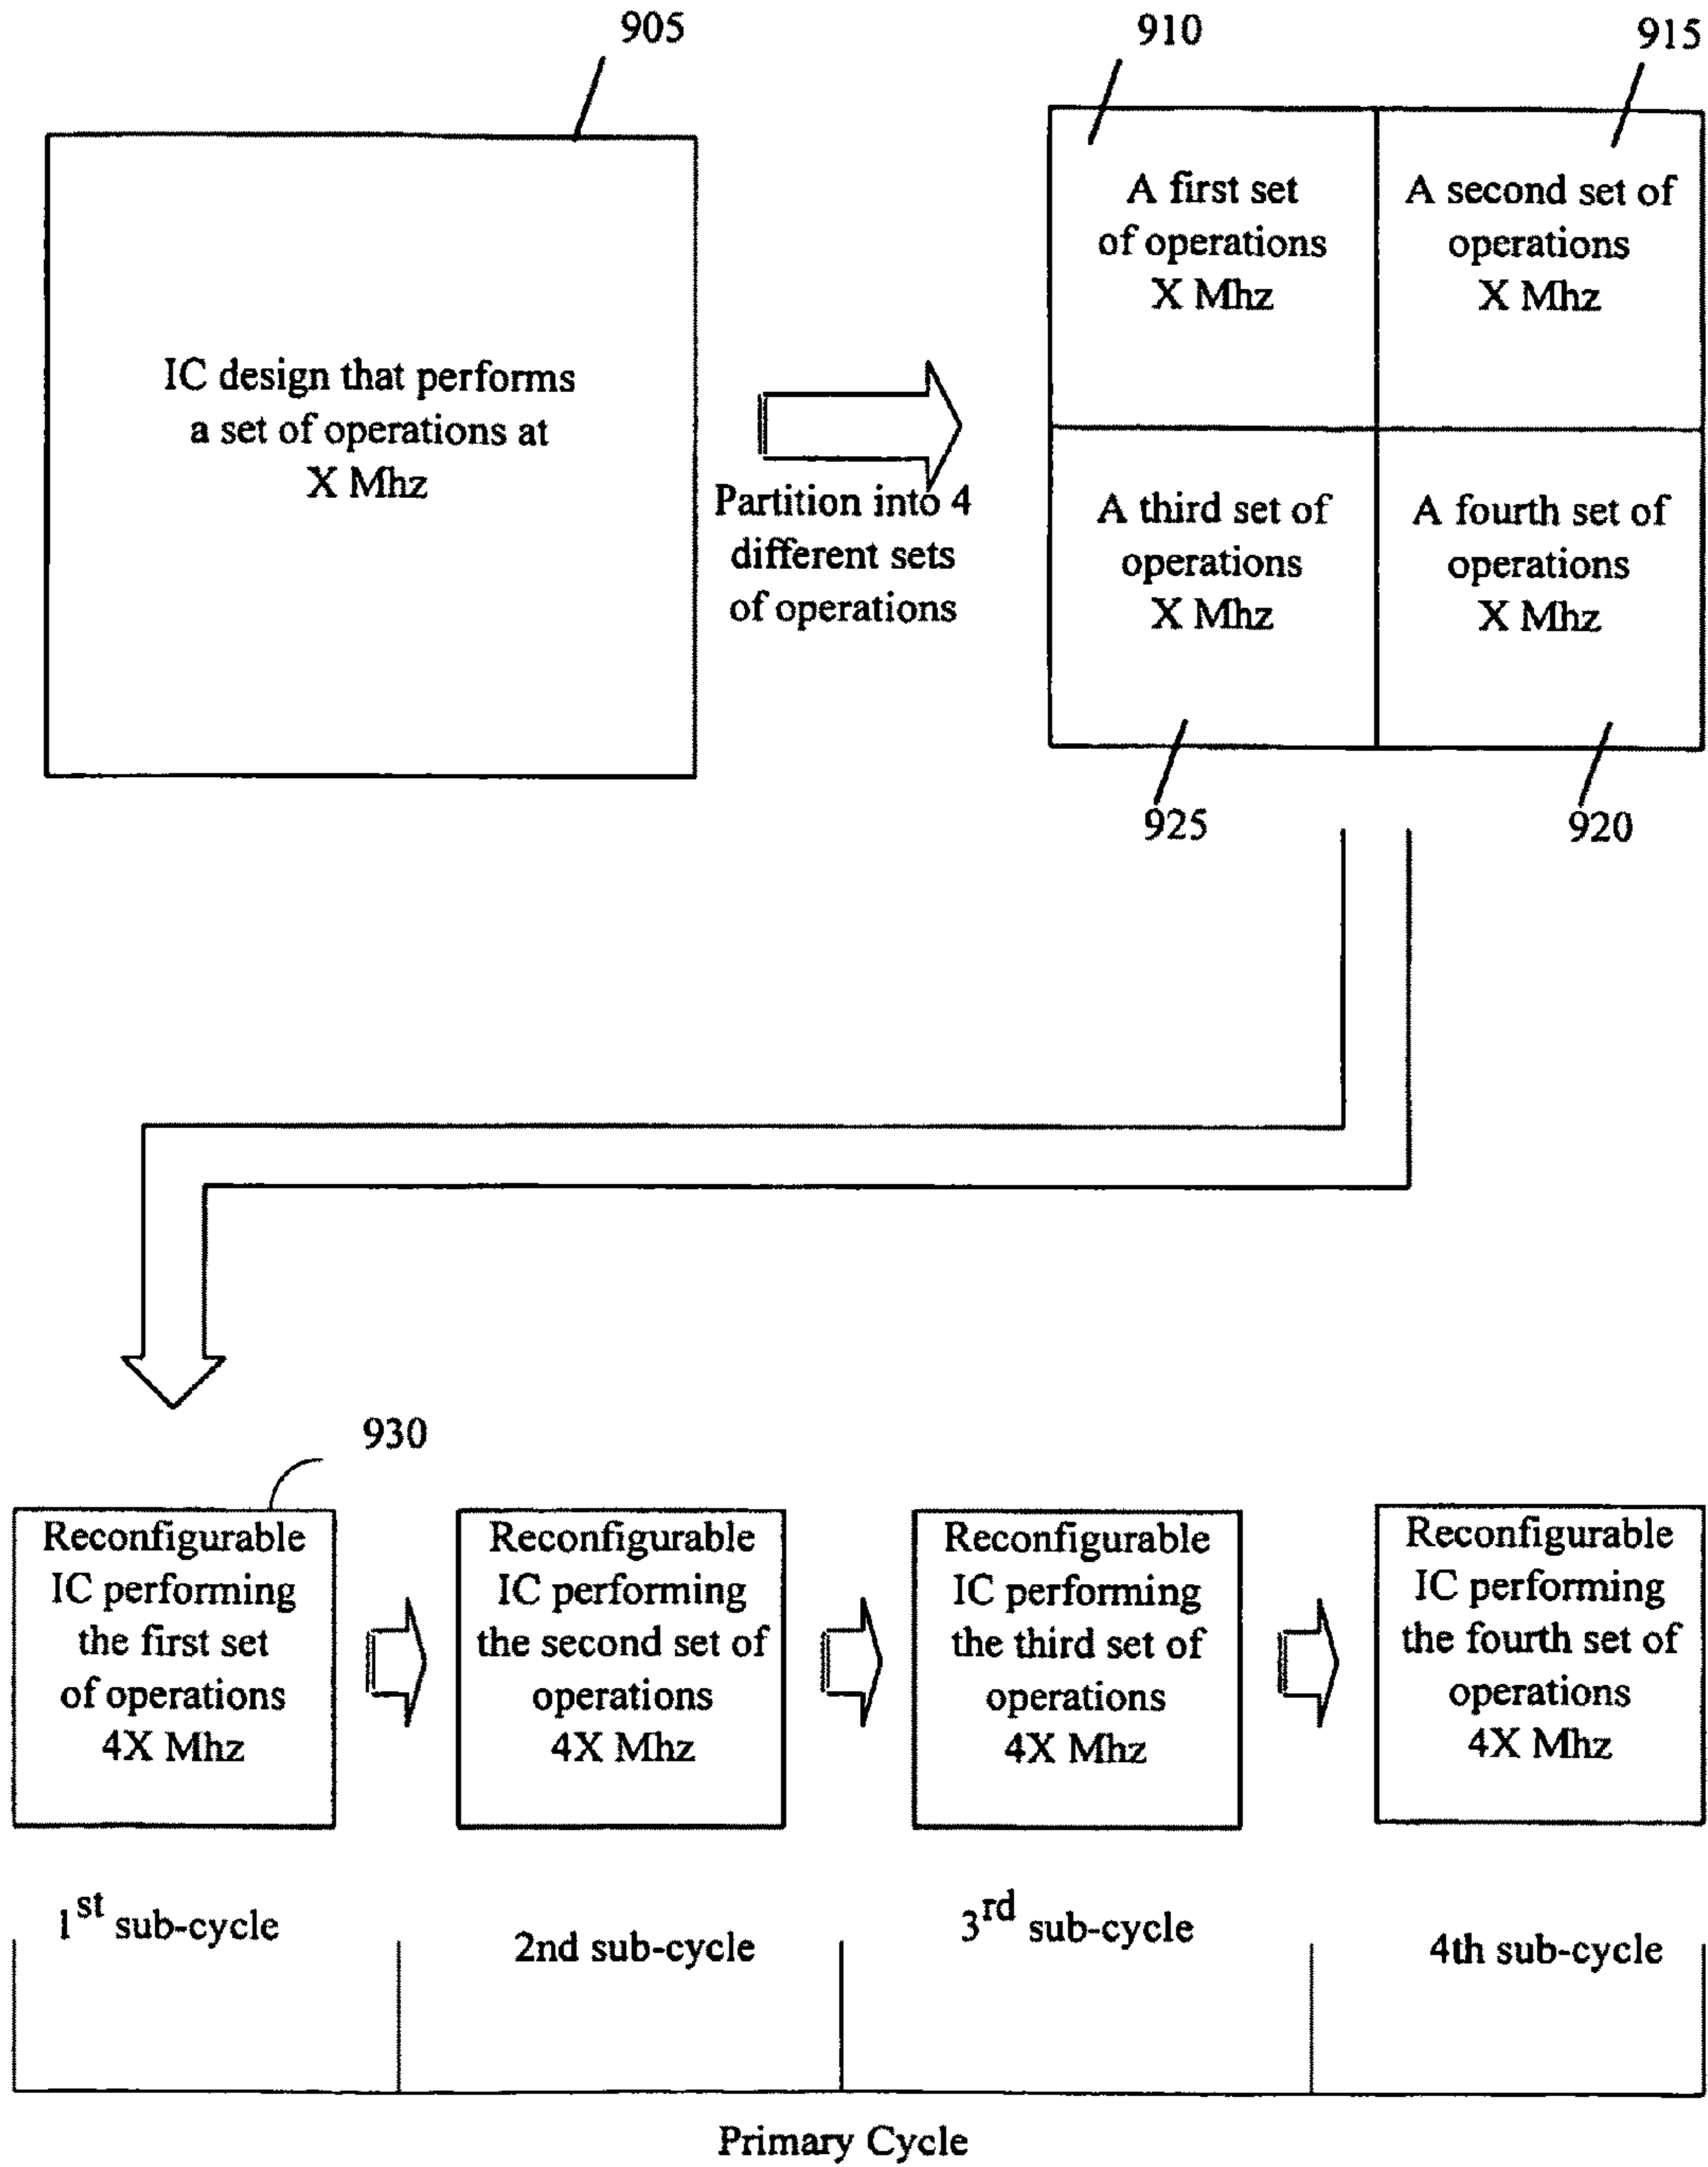 905
910
915
IC design that performs
a set of operations at
X Mhz
Partition into 4
different sets
of operations
A first set
of operations
X Mhz
A second set of
operations
X Mhz
A third set of
operations
X Mhz
A fourth set of
operations
X Mhz
925
920
930
Reconfigurable
IC performing
the first set
of operations
4X Mhz
Reconfigurable
IC performing
the second set of
operations
4X Mhz
Reconfigurable
IC performing
the third set of
operations
4X Mhz
Reconfigurable
IC performing
the fourth set of
operations
4X Mhz
1st sub-cycle
2nd sub-cycle
3rd sub-cycle
4th sub-cycle
Primary Cycle